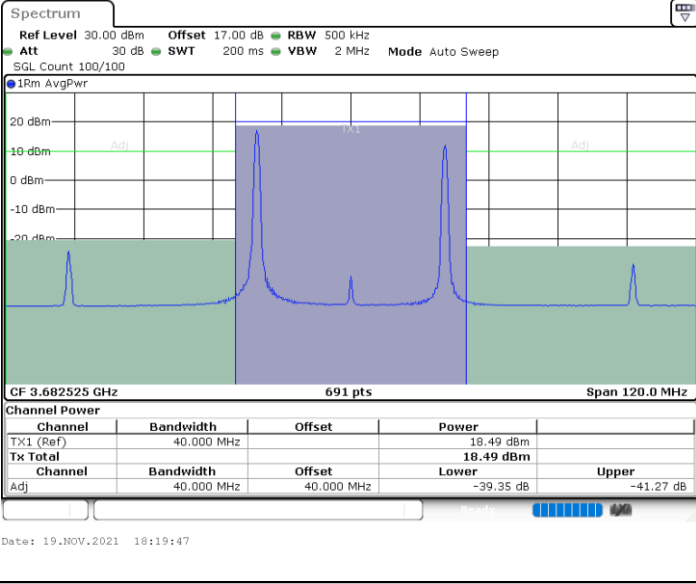 Spectrum
Ref Level 30.00 dBm Offset 17.00 dB RBW 500 kHz
Att 30 dB SWT 200 ms VBW 2 MHz Mode Auto Sweep
SGL Count 100/100
1Rm AvgPwr
20 dBm
TX1
10 dBm Adj Adj
0 dBm
-10 dBm
-20 dBm
CF 3.682525 GHz 691 pts Span 120.0 MHz
Channel Power
Channel Bandwidth Offset Power
TX1 (Ref) 40.000 MHz 18.49 dBm
Tx Total 18.49 dBm
Channel Bandwidth Offset Lower Upper
Adj 40.000 MHz 40.000 MHz -39.35 dB -41.27 dB
Ready
Date: 19.NOV.2021 18:19:47